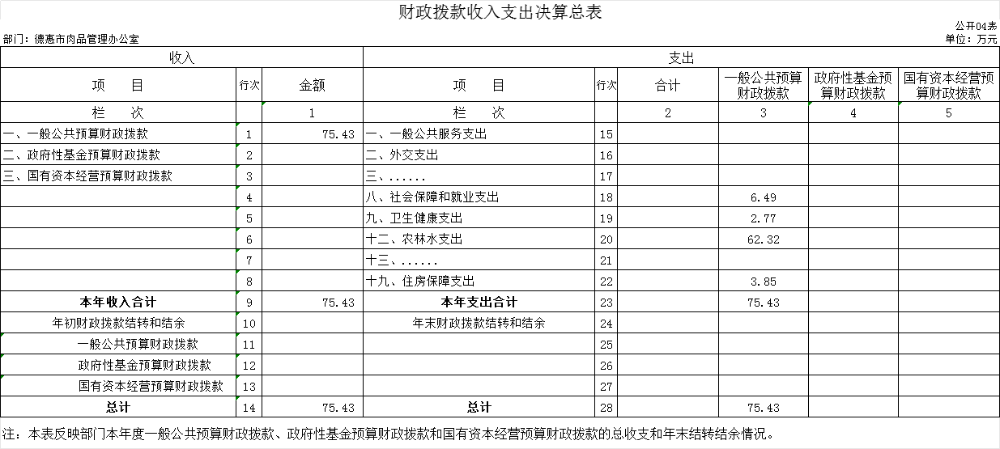 财政拨款收入支出决算总表
公开04表
部门：德惠市肉品管理办公室 单位：万元
收入 支出
项 目 行次 金额 项 目 行次 合计 一般公共预算财政拨款 政府性基金预算财政拨款 国有资本经营预算财政拨款
栏 次 1 栏 次 2 3 4 5
一、一般公共预算财政拨款 1 75.43 一、一般公共服务支出 15
二、政府性基金预算财政拨款 2 二、外交支出 16
三、国有资本经营预算财政拨款 3 三、...... 17
4 八、社会保障和就业支出 18 6.49
5 九、卫生健康支出 19 2.77
6 十二、农林水支出 20 62.32
7 十三、...... 21
8 十九、住房保障支出 22 3.85
本年收入合计 9 75.43 本年支出合计 23 75.43
年初财政拨款结转和结余 10 年末财政拨款结转和结余 24
一般公共预算财政拨款 11 25
政府性基金预算财政拨款 12 26
国有资本经营预算财政拨款 13 27
总计 14 75.43 总计 28 75.43
注：本表反映部门本年度一般公共预算财政拨款、政府性基金预算财政拨款和国有资本经营预算财政拨款的总收支和年末结转结余情况。